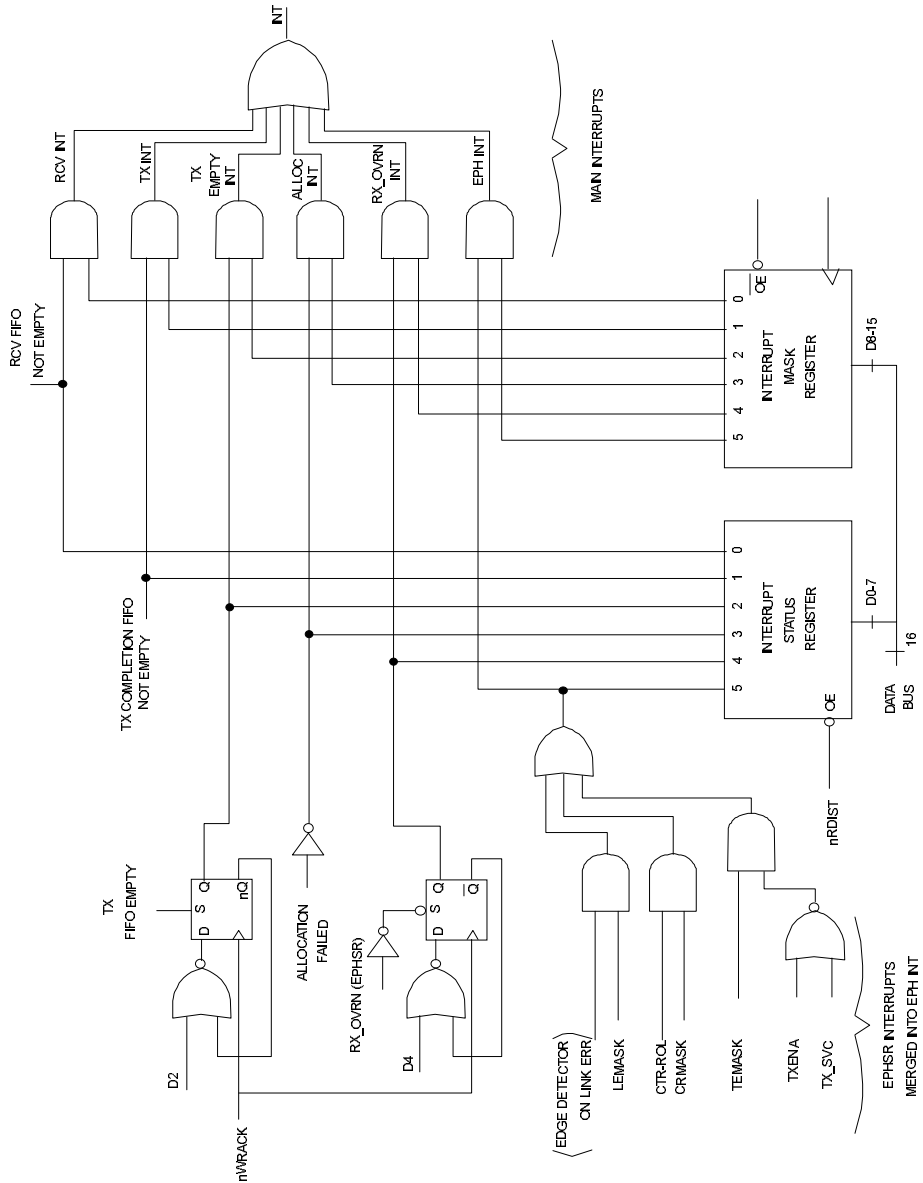 INT
RCV INT
TX INT
TX
EMPTY
INT
ALLOC
INT
RX_OVRN
INT
EPH INT
MAIN INTERRUPTS
RCV FIFO
NOT EMPTY
OE
0
1
2
3
4
5
INTERRUPT
MASK
REGISTER
D8-15
TX COMPLETION FIFO
NOT EMPTY
0
1
2
3
4
5
INTERRUPT
STATUS
REGISTER
D0-7
OE
16
DATA
BUS
nRDIST
TX
FIFO EMPTY
S
D
Q
nQ
D2
nWRACK
ALLOCATION
FAILED
RX_OVRN (EPHSR)
S
D
Q
Q
D4
EDGE DETECTOR
ON LINK ERR
LEMASK
CTR-ROL
CRMASK
TEMASK
TXENA
TX_SVC
EPHSR INTERRUPTS
MERGED INTO EPH INT